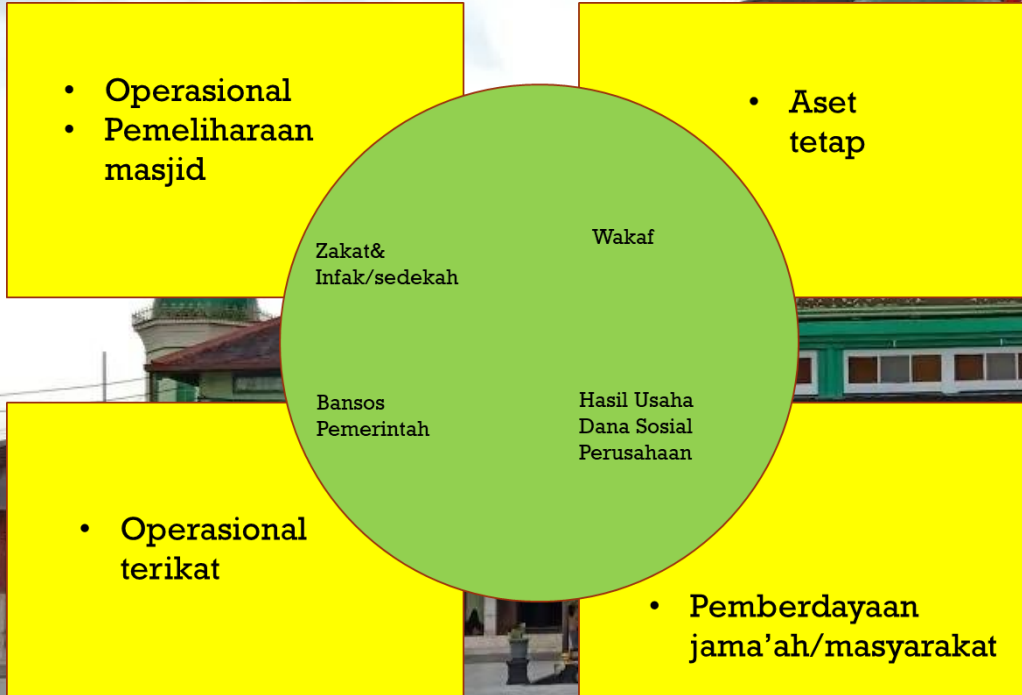 • Operasional
• Pemeliharaan
masjid
• Aset
tetap
Zakat&
Infak/sedekah
Wakaf
Bansos
Pemerintah
Hasil Usaha
Dana Sosial
Perusahaan
• Operasional
terikat
• Pemberdayaan
jama’ah/masyarakat